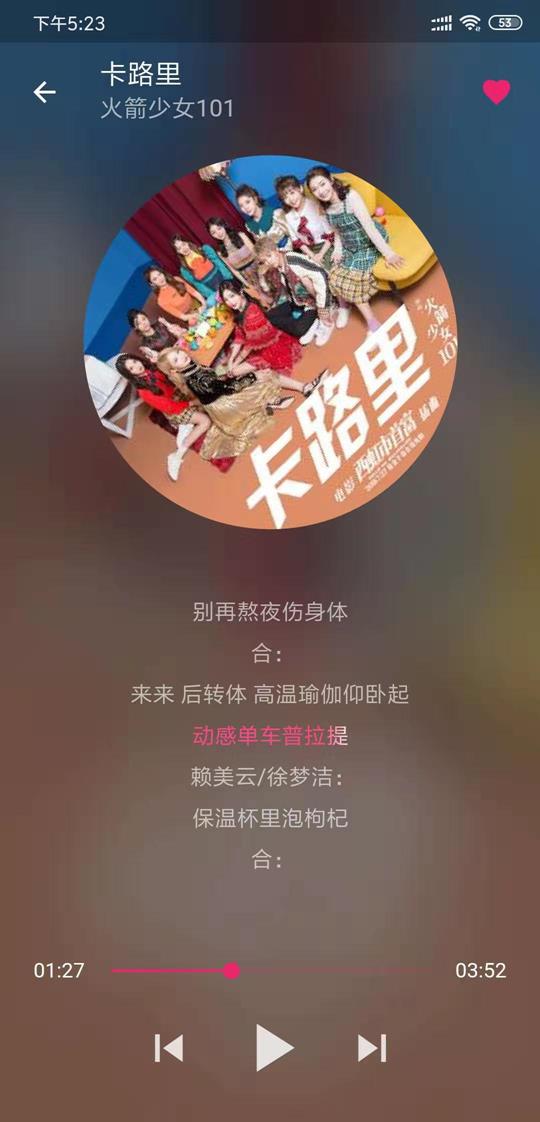 下午5:23
53
卡路里
火箭少女101
火箭
少女
101
卡路里
电影 西虹市首富 插曲
别再熬夜伤身体
合：
来来 后转体 高温瑜伽仰卧起
动感单车普拉提
赖美云/徐梦洁：
保温杯里泡枸杞
合：
01:27
03:52